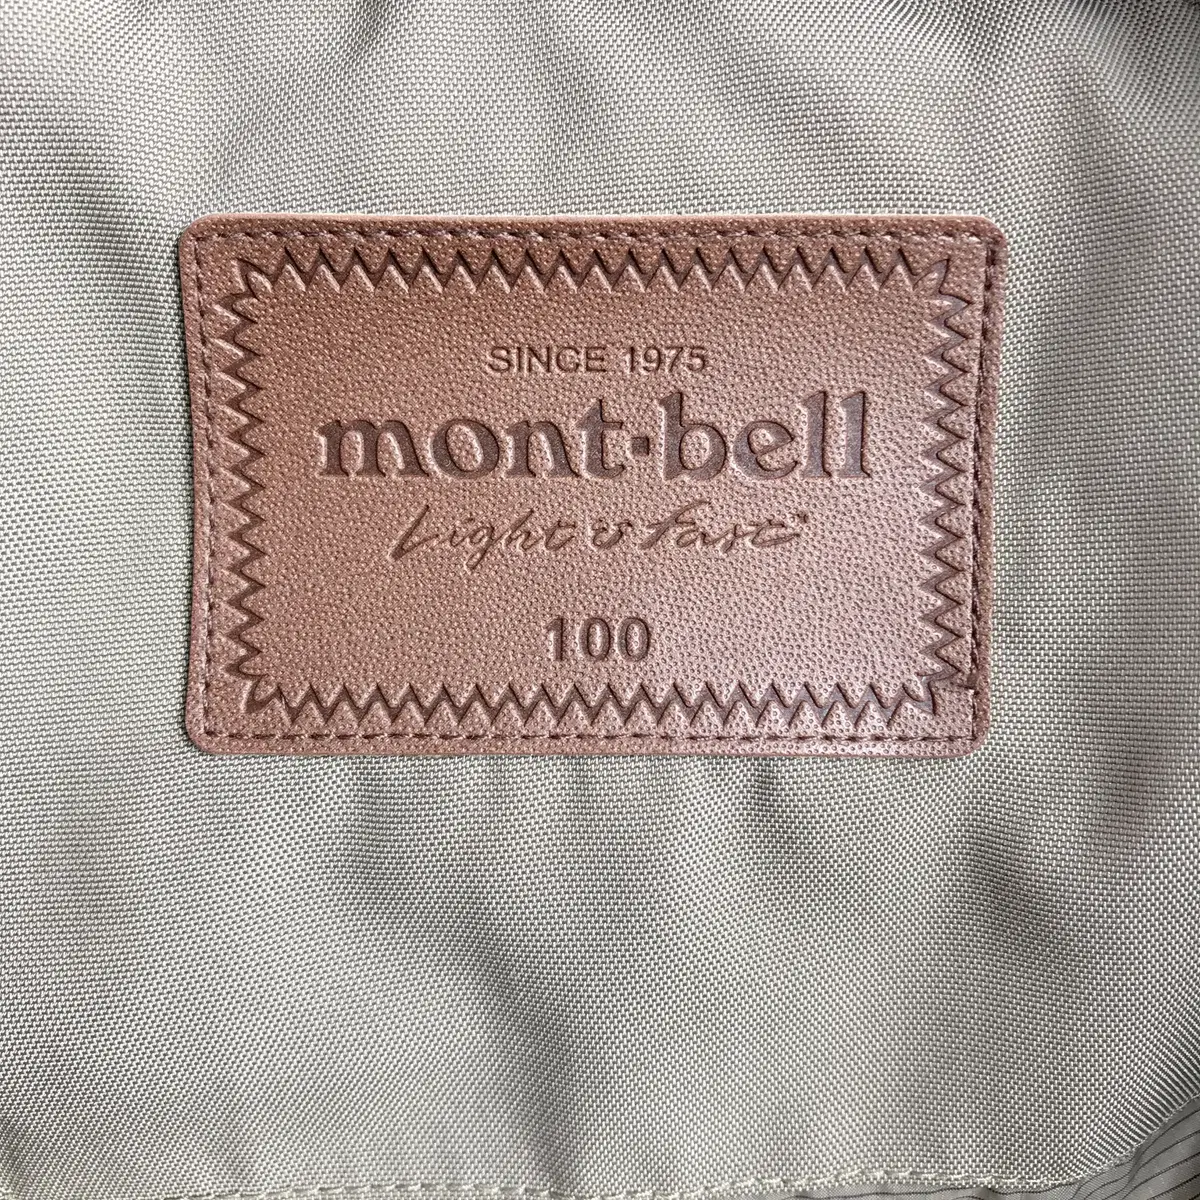 SINCE 1975
mont·bell
Light & Fast
100